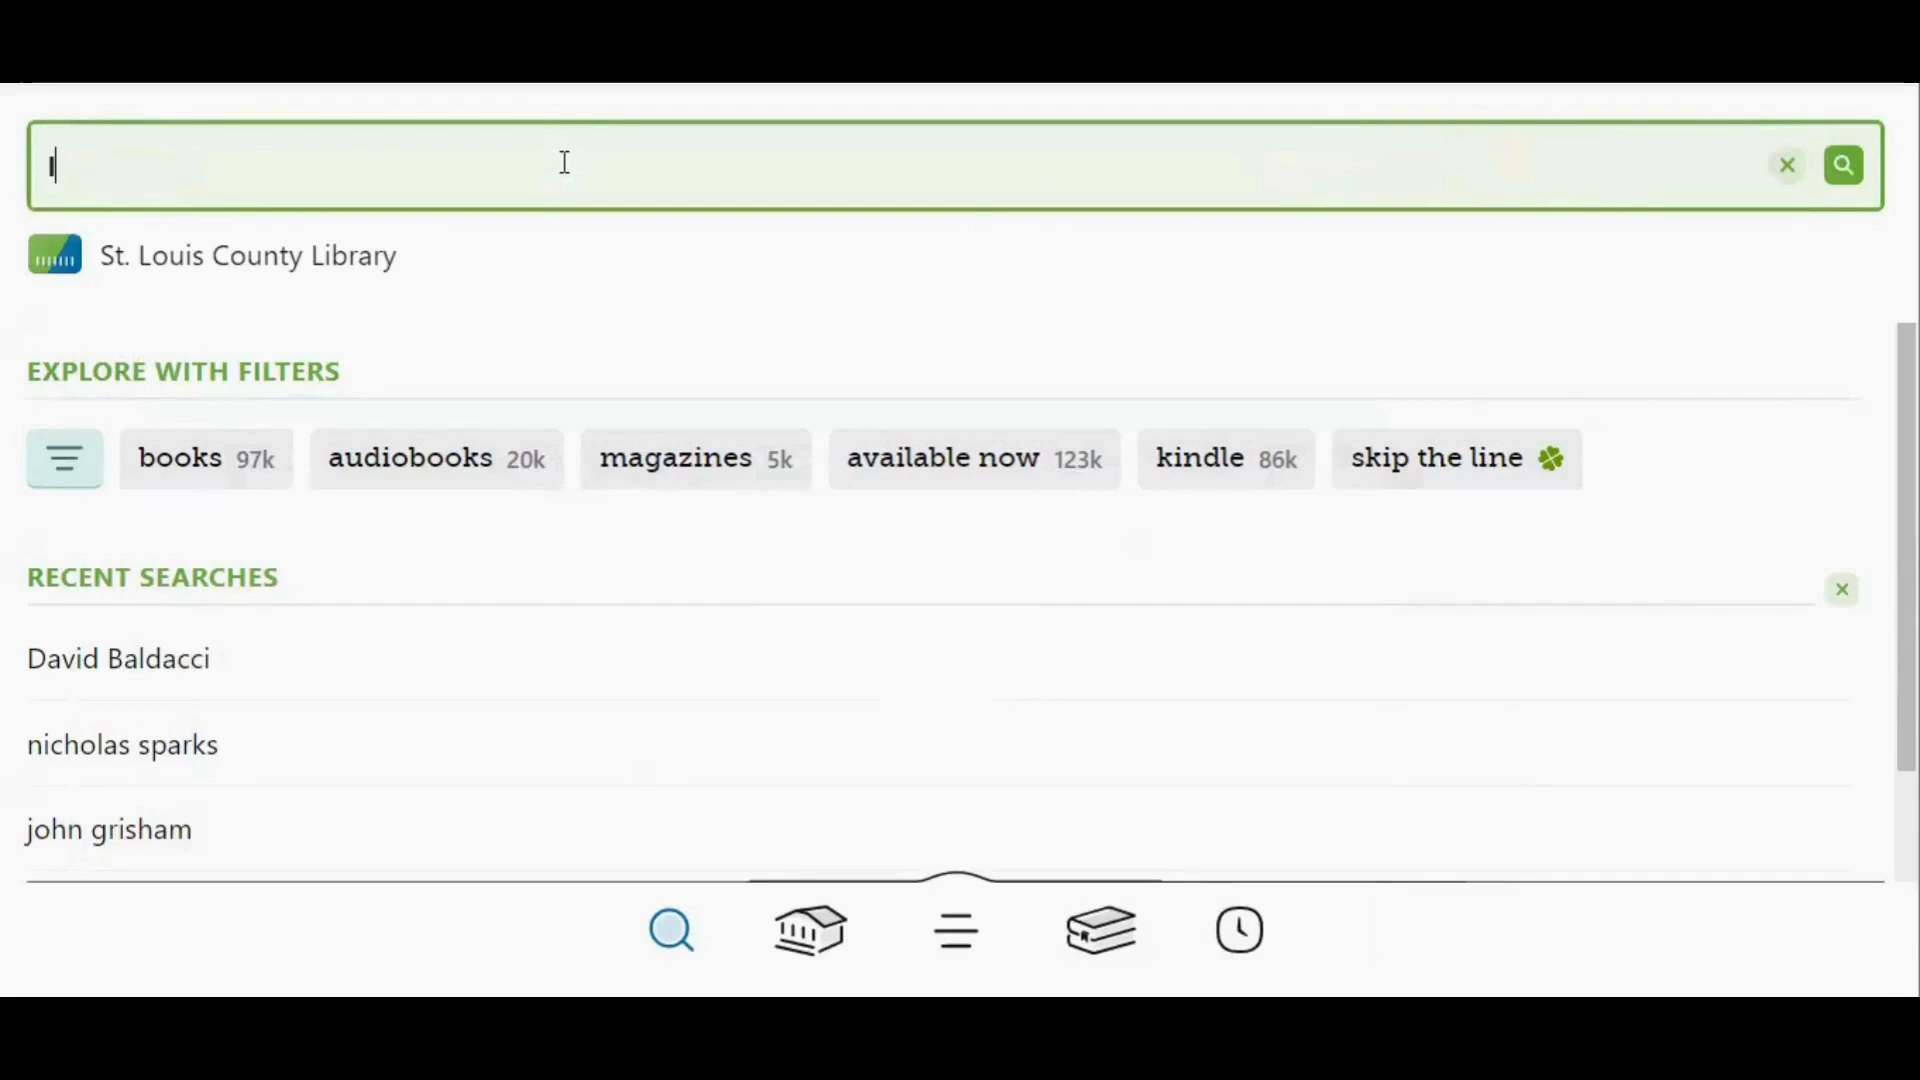 St. Louis County Library
EXPLORE WITH FILTERS
books 97k audiobooks 20k magazines 5k available now 123k kindle 86k skip the line
RECENT SEARCHES
David Baldacci
nicholas sparks
john grisham